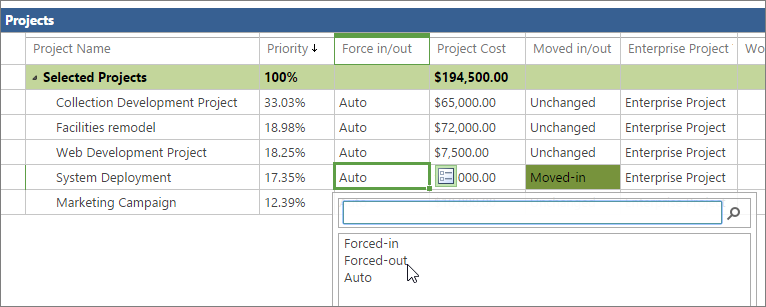 Projects
Project Name Priority ↓ Force in/out Project Cost Moved in/out Enterprise Project Wo
Selected Projects 100% $194,500.00
Collection Development Project 33.03% Auto $65,000.00 Unchanged Enterprise Project
Facilities remodel 18.98% Auto $72,000.00 Unchanged Enterprise Project
Web Development Project 18.25% Auto $7,500.00 Unchanged Enterprise Project
System Deployment 17.35% Auto 000.00 Moved-in Enterprise Project
Marketing Campaign 12.39%
Forced-in
Forced-out
Auto